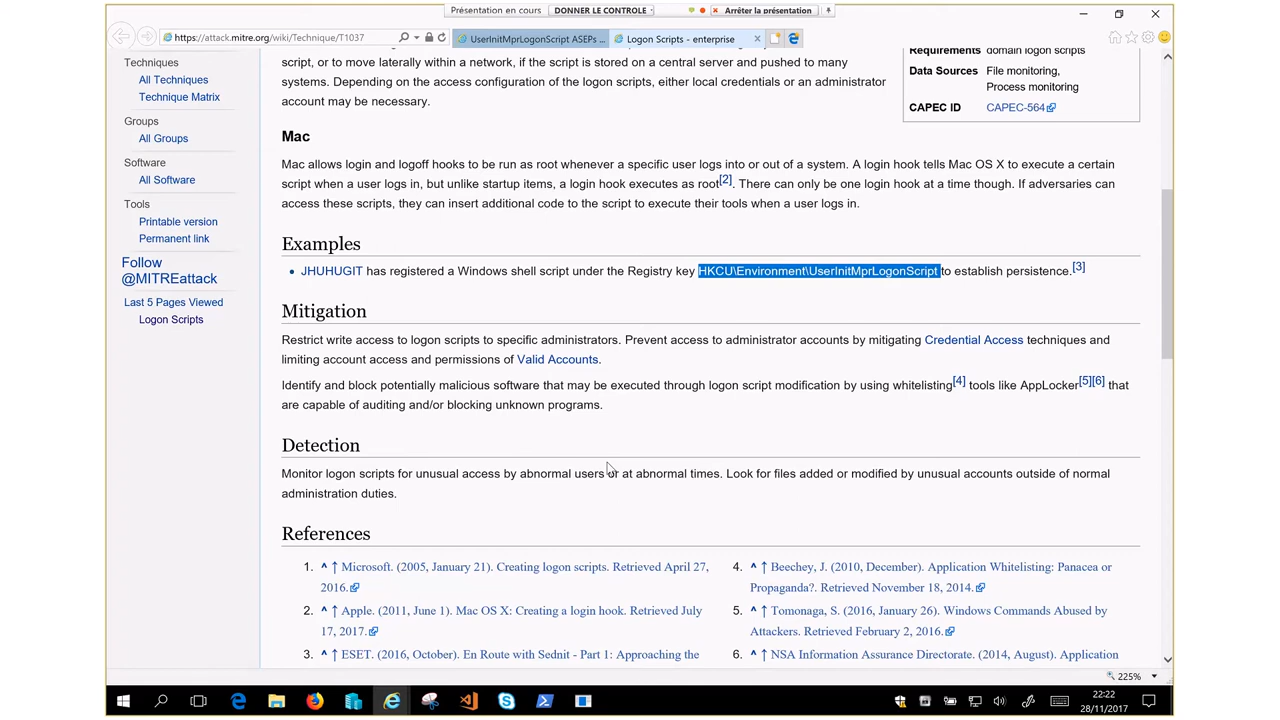 Présentation en cours DONNER LE CONTROLE Arrêter la présentation
https://attack.mitre.org/wiki/Technique/T1037
UserInitMprLogonScript ASEPs ...
Logon Scripts - enterprise
Techniques
All Techniques
Technique Matrix
Groups
All Groups
Software
All Software
Tools
Printable version
Permanent link
Follow
@MITREattack
Last 5 Pages Viewed
Logon Scripts
script, or to move laterally within a network, if the script is stored on a central server and pushed to many
systems. Depending on the access configuration of the logon scripts, either local credentials or an administrator
account may be necessary.
Requirements domain logon scripts
Data Sources File monitoring,
Process monitoring
CAPEC ID CAPEC-564
Mac
Mac allows login and logoff hooks to be run as root whenever a specific user logs into or out of a system. A login hook tells Mac OS X to execute a certain
script when a user logs in, but unlike startup items, a login hook executes as root[2]. There can only be one login hook at a time though. If adversaries can
access these scripts, they can insert additional code to the script to execute their tools when a user logs in.
Examples
• JHUHUGIT has registered a Windows shell script under the Registry key HKCU\Environment\UserInitMprLogonScript to establish persistence.[3]
Mitigation
Restrict write access to logon scripts to specific administrators. Prevent access to administrator accounts by mitigating Credential Access techniques and
limiting account access and permissions of Valid Accounts.
Identify and block potentially malicious software that may be executed through logon script modification by using whitelisting[4] tools like AppLocker[5][6] that
are capable of auditing and/or blocking unknown programs.
Detection
Monitor logon scripts for unusual access by abnormal users or at abnormal times. Look for files added or modified by unusual accounts outside of normal
administration duties.
References
1. ^ ↑ Microsoft. (2005, January 21). Creating logon scripts. Retrieved April 27,
2016.
2. ^ ↑ Apple. (2011, June 1). Mac OS X: Creating a login hook. Retrieved July
17, 2017.
3. ^ ↑ ESET. (2016, October). En Route with Sednit - Part 1: Approaching the
4. ^ ↑ Beechey, J. (2010, December). Application Whitelisting: Panacea or
Propaganda?. Retrieved November 18, 2014.
5. ^ ↑ Tomonaga, S. (2016, January 26). Windows Commands Abused by
Attackers. Retrieved February 2, 2016.
6. ^ ↑ NSA Information Assurance Directorate. (2014, August). Application
225%
22:22
28/11/2017